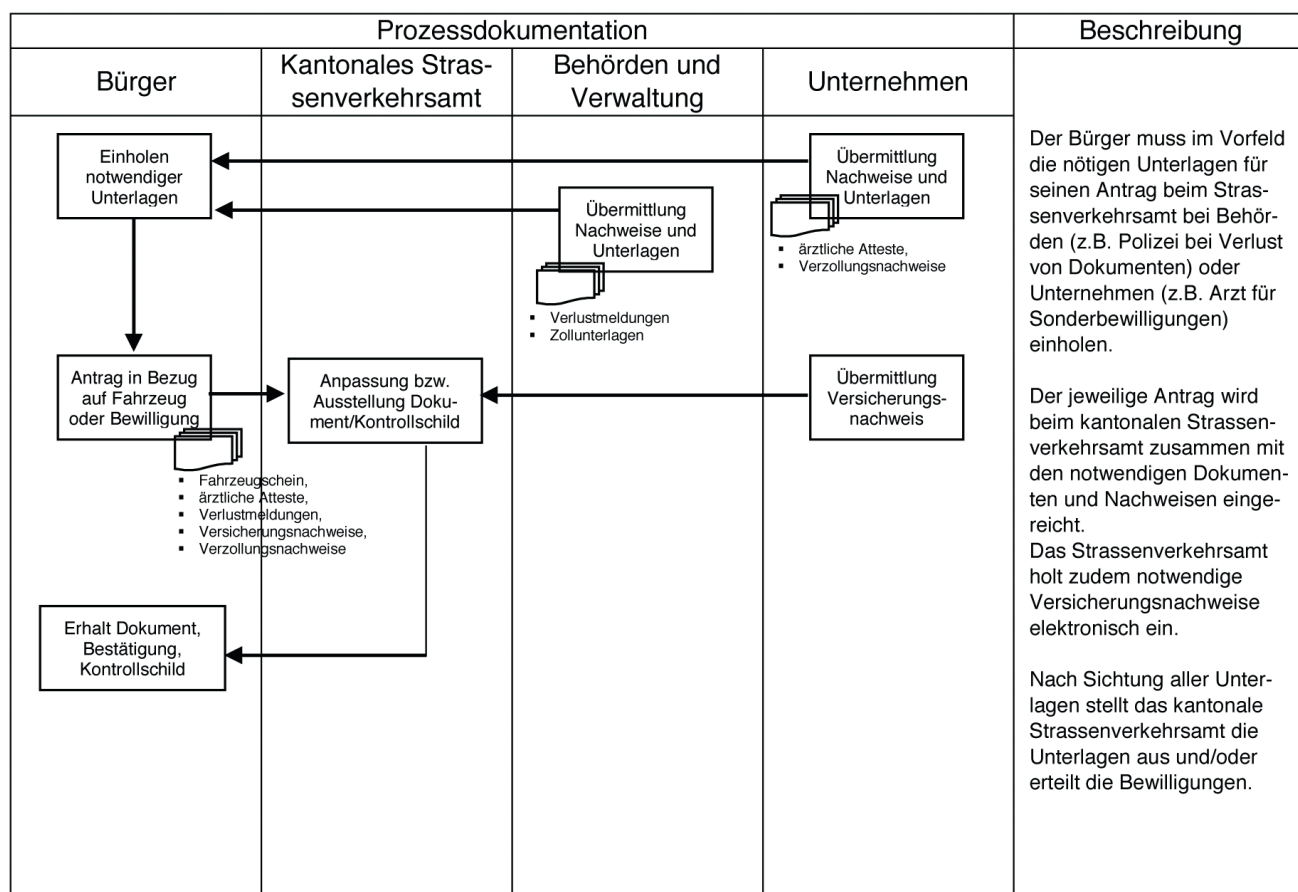 Prozessdokumentation
Beschreibung
Bürger
Kantonales Stras-
senverkehrsamt
Behörden und
Verwaltung
Unternehmen
Einholen
notwendiger
Unterlagen
Übermittlung
Nachweise und
Unterlagen
▪ Verlustmeldungen
▪ Zollunterlagen
Übermittlung
Nachweise und
Unterlagen
▪ ärztliche Atteste,
▪ Verzollungsnachweise
Antrag in Bezug
auf Fahrzeug
oder Bewilligung
▪ Fahrzeugschein,
▪ ärztliche Atteste,
▪ Verlustmeldungen,
▪ Versicherungsnachweise,
▪ Verzollungsnachweise
Anpassung bzw.
Ausstellung Doku-
ment/Kontrollschild
Übermittlung
Versicherungs-
nachweis
Erhalt Dokument,
Bestätigung,
Kontrollschild
Der Bürger muss im Vorfeld
die nötigen Unterlagen für
seinen Antrag beim Stras-
senverkehrsamt bei Behör-
den (z.B. Polizei bei Verlust
von Dokumenten) oder
Unternehmen (z.B. Arzt für
Sonderbewilligungen)
einholen.
Der jeweilige Antrag wird
beim kantonalen Strassen-
verkehrsamt zusammen mit
den notwendigen Dokumen-
ten und Nachweisen einge-
reicht.
Das Strassenverkehrsamt
holt zudem notwendige
Versicherungsnachweise
elektronisch ein.
Nach Sichtung aller Unter-
lagen stellt das kantonale
Strassenverkehrsamt die
Unterlagen aus und/oder
erteilt die Bewilligungen.